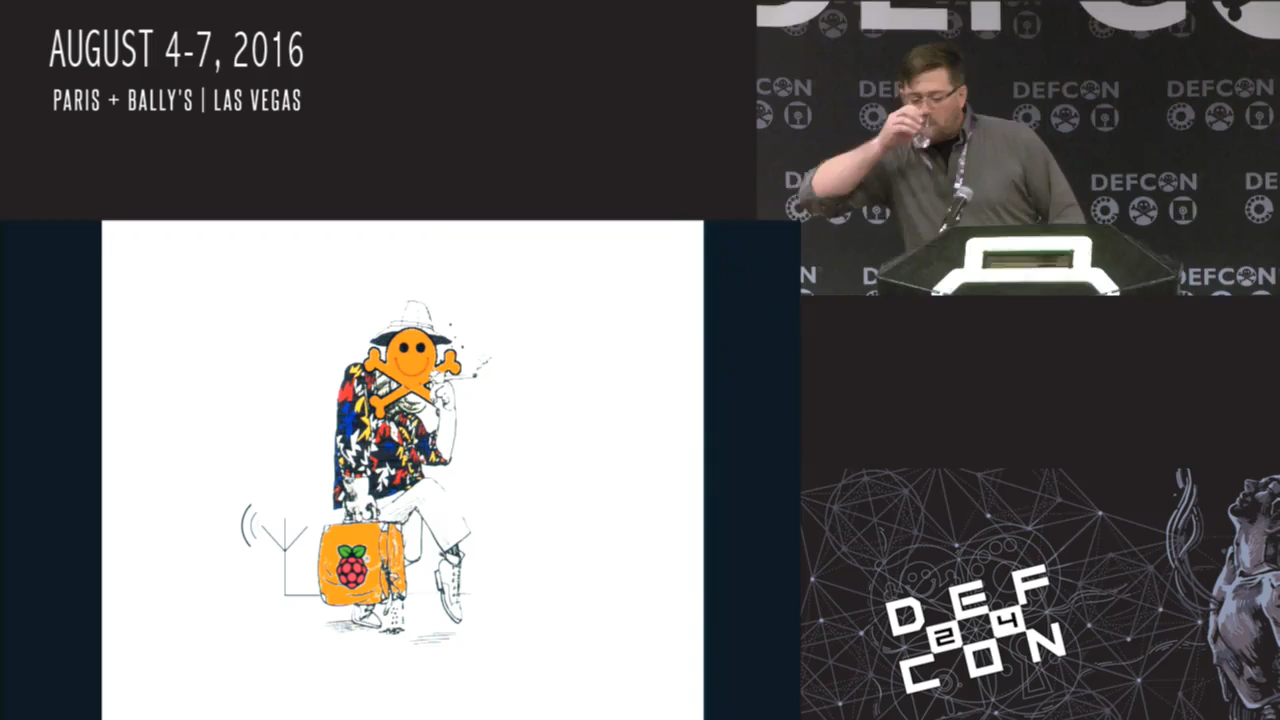 AUGUST 4-7, 2016
PARIS + BALLY'S | LAS VEGAS
DEFCON
DEFCON
DEFCON
DEFCON
DEFCON
DEF
24
CON